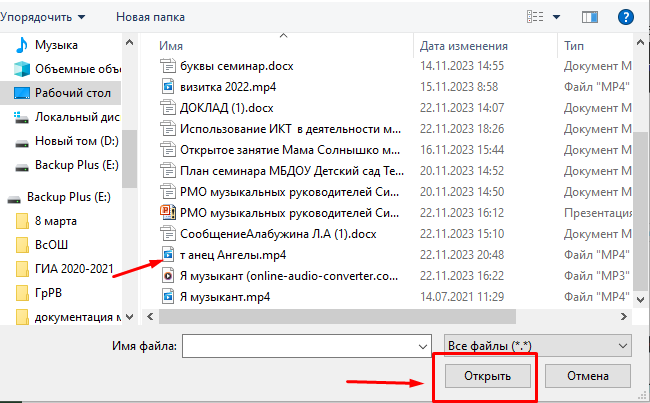 Упорядочить
Новая папка
Музыка
Объемные объе
Рабочий стол
Локальный дис
Новый том (D:)
Backup Plus (E:)
Backup Plus (E:)
8 марта
ВсОШ
ГИА 2020-2021
ГрРВ
документация м
Имя Дата изменения Тип
буквы семинар.docx 14.11.2023 14:55 Документ M
визитка 2022.mp4 15.11.2023 8:58 Файл "MP4"
ДОКЛАД (1).docx 22.11.2023 14:07 Документ M
Использование ИКТ в деятельности м... 22.11.2023 18:26 Документ M
Открытое занятие Мама Солнышко м... 16.11.2023 15:44 Документ M
План семинара МБДОУ Детский сад Те... 20.11.2023 14:52 Документ M
РМО музыкальных руководителей Си... 20.11.2023 14:50 Документ M
РМО музыкальных руководителей Си... 22.11.2023 16:12 Презентация
СообщениеАлабужина Л.А (1).docx 22.11.2023 15:10 Документ M
т анец Ангелы.mp4 22.11.2023 20:48 Файл "MP4"
Я музыкант (online-audio-converter.co... 22.11.2023 16:22 Файл "MP3"
Я музыкант.mp4 14.07.2021 11:29 Файл "MP4"
Имя файла:
Все файлы (*.*)
Открыть
Отмена